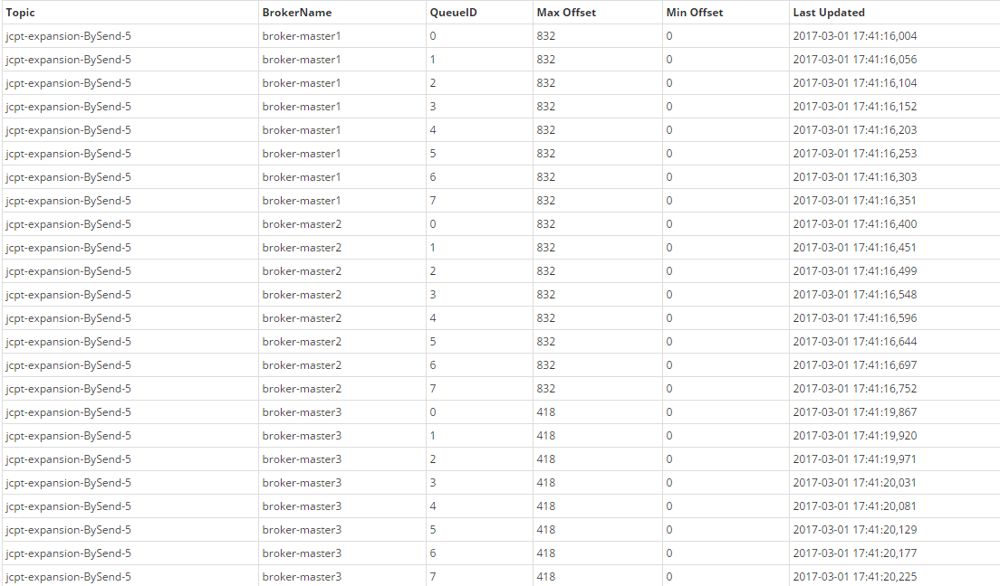 Topic BrokerName QueueID Max Offset Min Offset Last Updated
jcpt-expansion-BySend-5 broker-master1 0 832 0 2017-03-01 17:41:16,004
jcpt-expansion-BySend-5 broker-master1 1 832 0 2017-03-01 17:41:16,056
jcpt-expansion-BySend-5 broker-master1 2 832 0 2017-03-01 17:41:16,104
jcpt-expansion-BySend-5 broker-master1 3 832 0 2017-03-01 17:41:16,152
jcpt-expansion-BySend-5 broker-master1 4 832 0 2017-03-01 17:41:16,203
jcpt-expansion-BySend-5 broker-master1 5 832 0 2017-03-01 17:41:16,253
jcpt-expansion-BySend-5 broker-master1 6 832 0 2017-03-01 17:41:16,303
jcpt-expansion-BySend-5 broker-master1 7 832 0 2017-03-01 17:41:16,351
jcpt-expansion-BySend-5 broker-master2 0 832 0 2017-03-01 17:41:16,400
jcpt-expansion-BySend-5 broker-master2 1 832 0 2017-03-01 17:41:16,451
jcpt-expansion-BySend-5 broker-master2 2 832 0 2017-03-01 17:41:16,499
jcpt-expansion-BySend-5 broker-master2 3 832 0 2017-03-01 17:41:16,548
jcpt-expansion-BySend-5 broker-master2 4 832 0 2017-03-01 17:41:16,596
jcpt-expansion-BySend-5 broker-master2 5 832 0 2017-03-01 17:41:16,644
jcpt-expansion-BySend-5 broker-master2 6 832 0 2017-03-01 17:41:16,697
jcpt-expansion-BySend-5 broker-master2 7 832 0 2017-03-01 17:41:16,752
jcpt-expansion-BySend-5 broker-master3 0 418 0 2017-03-01 17:41:19,867
jcpt-expansion-BySend-5 broker-master3 1 418 0 2017-03-01 17:41:19,920
jcpt-expansion-BySend-5 broker-master3 2 418 0 2017-03-01 17:41:19,971
jcpt-expansion-BySend-5 broker-master3 3 418 0 2017-03-01 17:41:20,031
jcpt-expansion-BySend-5 broker-master3 4 418 0 2017-03-01 17:41:20,081
jcpt-expansion-BySend-5 broker-master3 5 418 0 2017-03-01 17:41:20,129
jcpt-expansion-BySend-5 broker-master3 6 418 0 2017-03-01 17:41:20,177
jcpt-expansion-BySend-5 broker-master3 7 418 0 2017-03-01 17:41:20,225